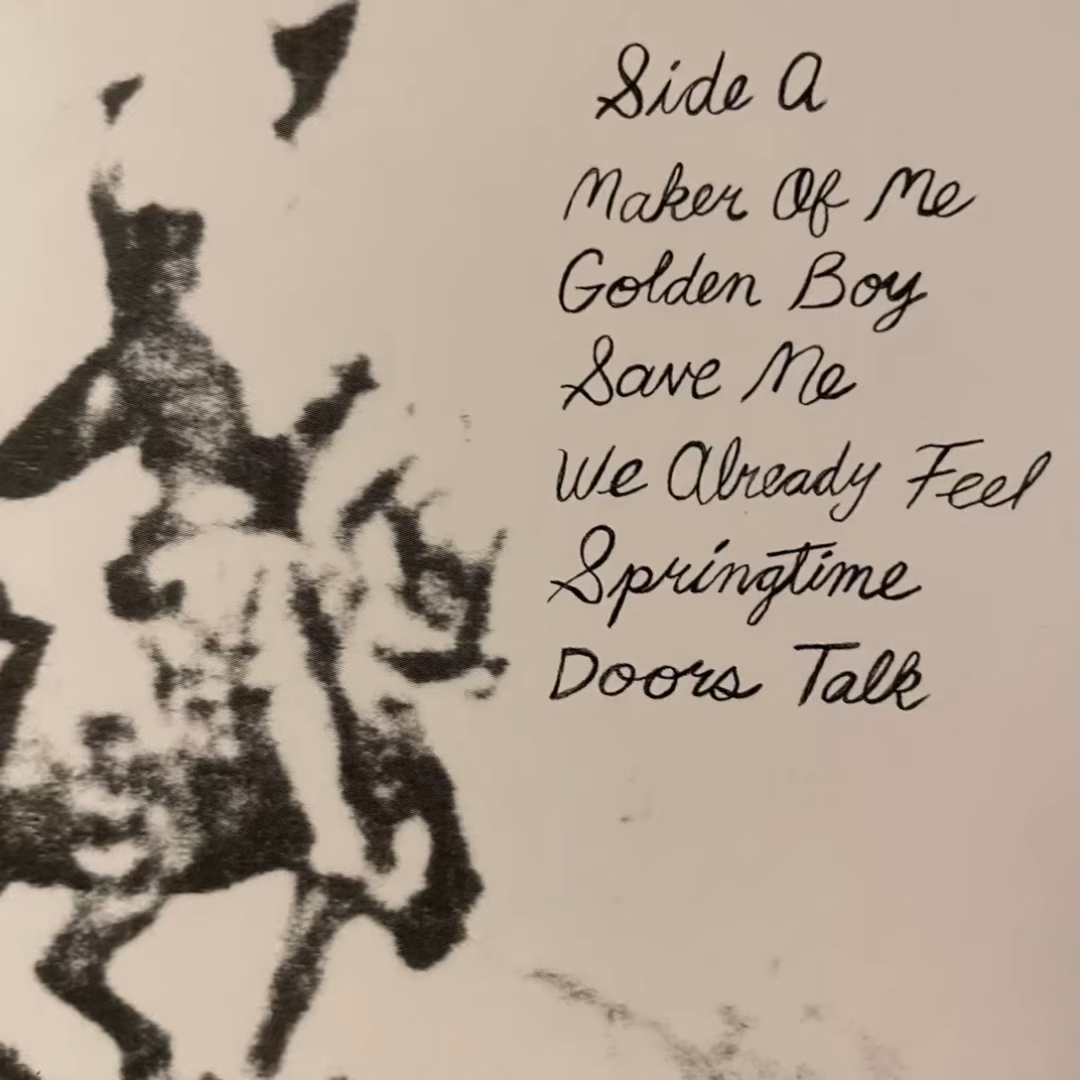 Side A
Maker Of Me
Golden Boy
Save Me
We Already Feel
Springtime
Doors Talk